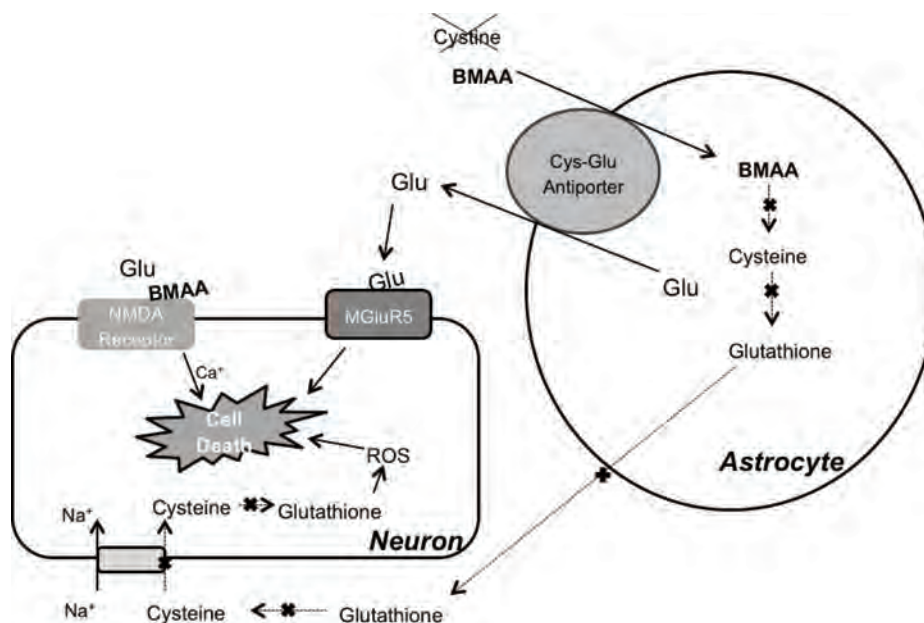 Cystine
BMAA
Cys-Glu
Antiporter
BMAA
Glu
Cysteine
Glu
Glu
Glu
BMAA
NMDA
Receptor
MGluR5
Glutathione
Ca⁺
Cell
Death
ROS
Astrocyte
Cysteine
Glutathione
Na⁺
Neuron
Na⁺
Cysteine
Glutathione